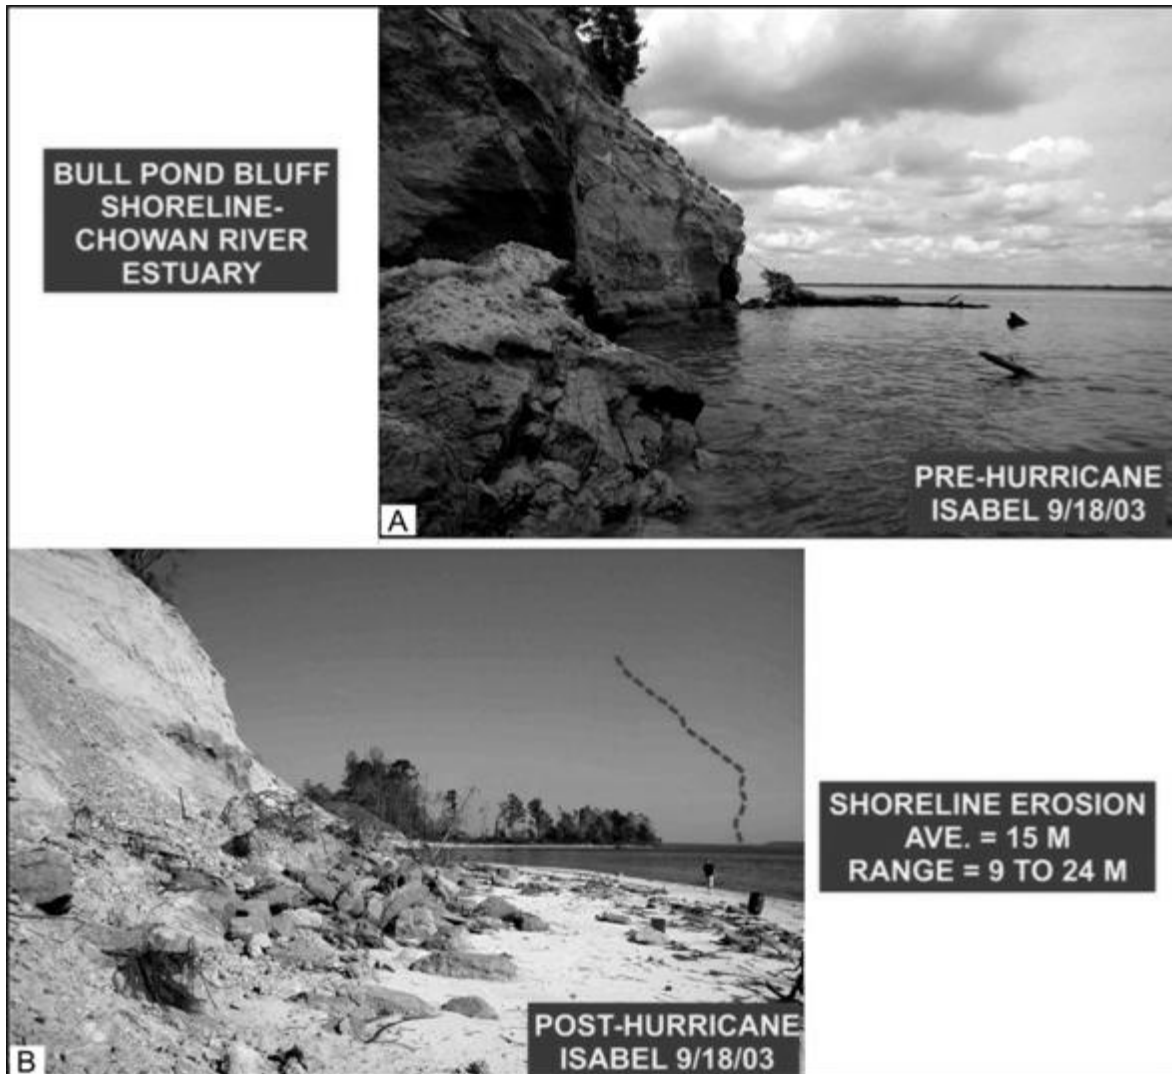 BULL POND BLUFF
SHORELINE-
CHOWAN RIVER
ESTUARY
PRE-HURRICANE
ISABEL 9/18/03
A
SHORELINE EROSION
AVE. = 15 M
RANGE = 9 TO 24 M
POST-HURRICANE
ISABEL 9/18/03
B